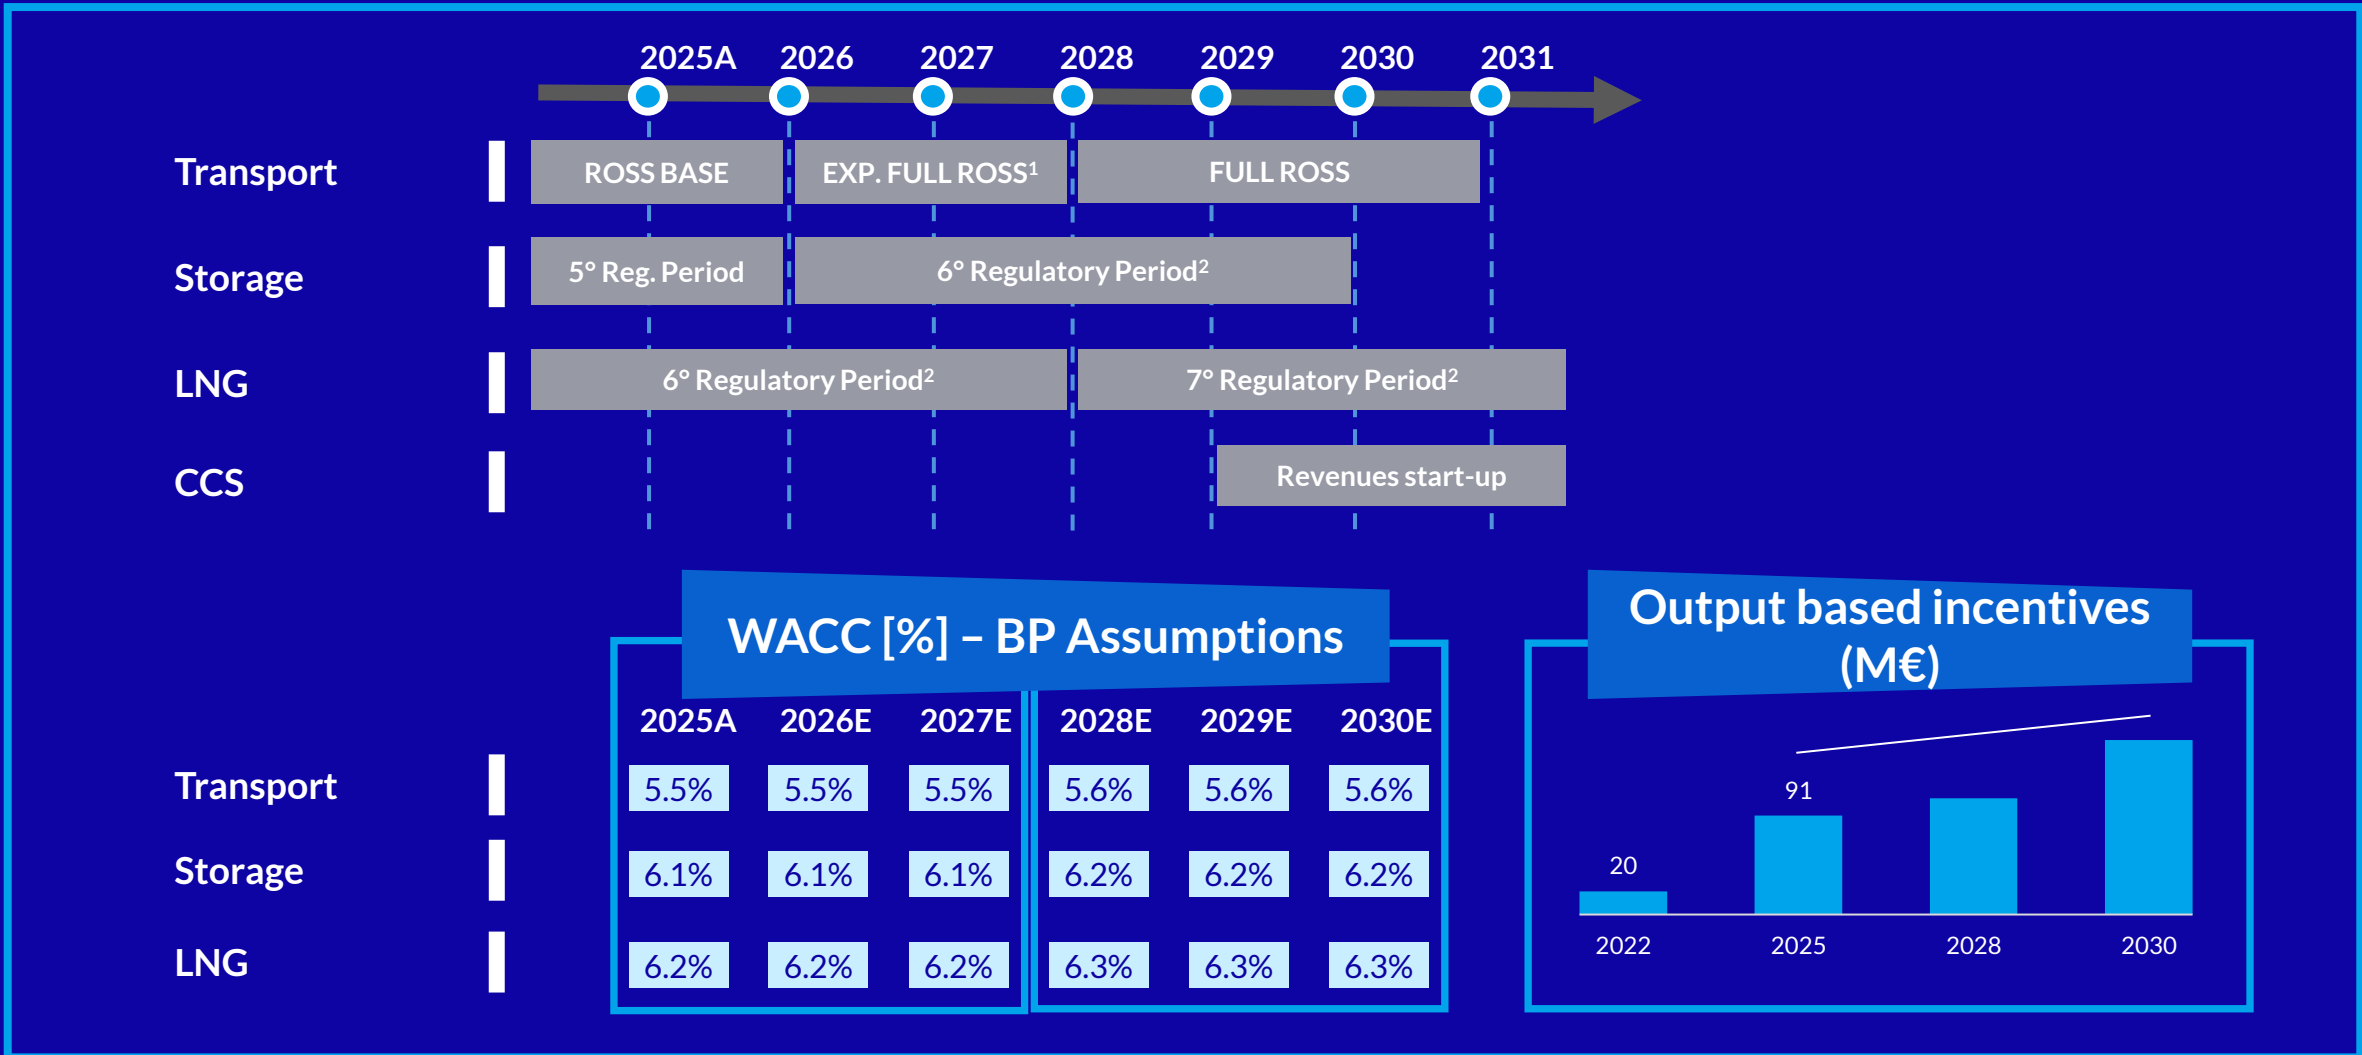 2025A 2026 2027 2028 2029 2030 2031
Transport ROSS BASE EXP. FULL ROSS¹ FULL ROSS
Storage 5° Reg. Period 6° Regulatory Period²
LNG 6° Regulatory Period² 7° Regulatory Period²
CCS Revenues start-up
WACC [%] – BP Assumptions
2025A 2026E 2027E 2028E 2029E 2030E
Transport 5.5% 5.5% 5.5% 5.6% 5.6% 5.6%
Storage 6.1% 6.1% 6.1% 6.2% 6.2% 6.2%
LNG 6.2% 6.2% 6.2% 6.3% 6.3% 6.3%
Output based incentives
(M€)
91
20
2022 2025 2028 2030